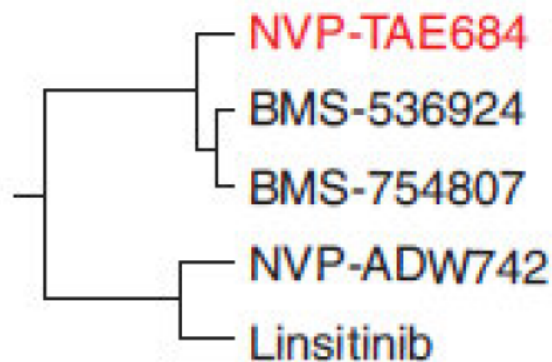 NVP-TAE684
BMS-536924
BMS-754807
NVP-ADW742
Linsitinib